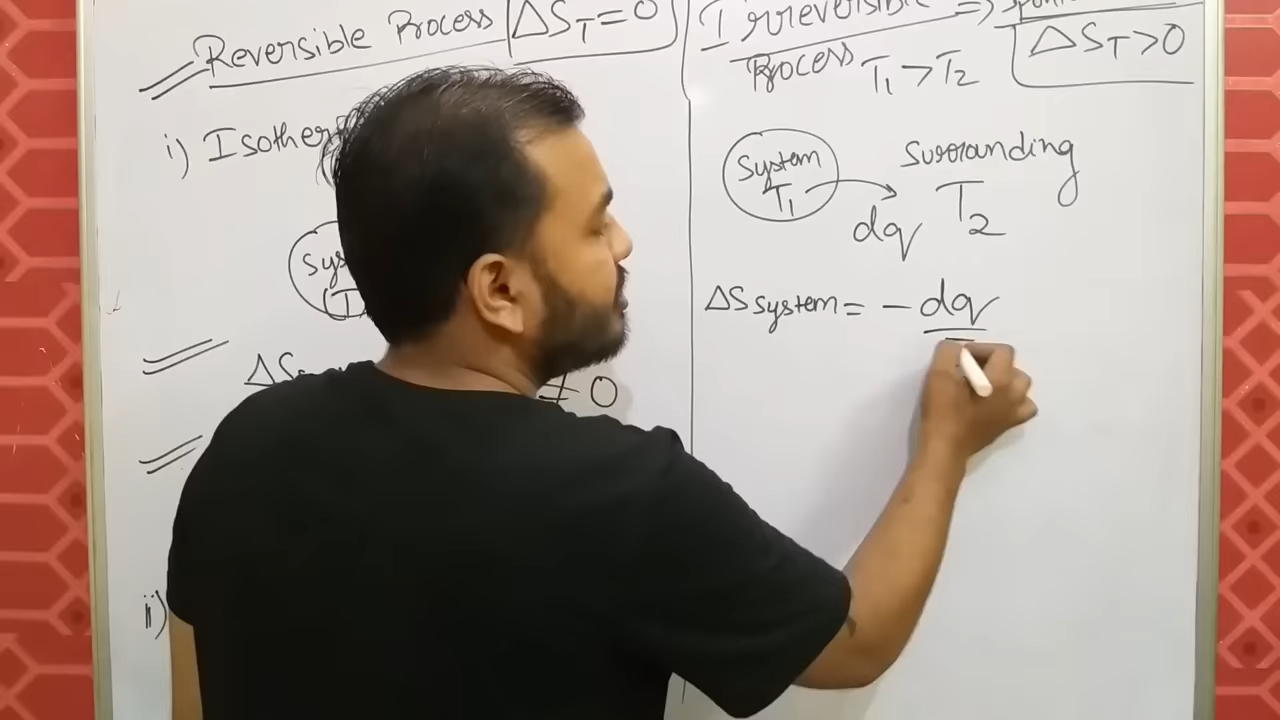 Reversible Process ΔS_T = 0
i) Isother
Sys
(T
ΔS
≠ 0
ii)
Irreversible ⇒
Process T₁ > T₂ ΔS_T > 0
System Surrounding
T₁ T₂
dq
ΔS system = - dq